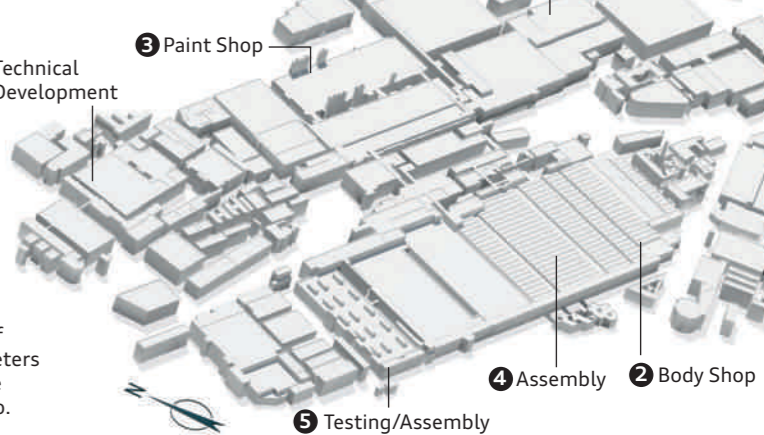 ❸ Paint Shop
Technical
Development
❹ Assembly
❷ Body Shop
❺ Testing/Assembly
N